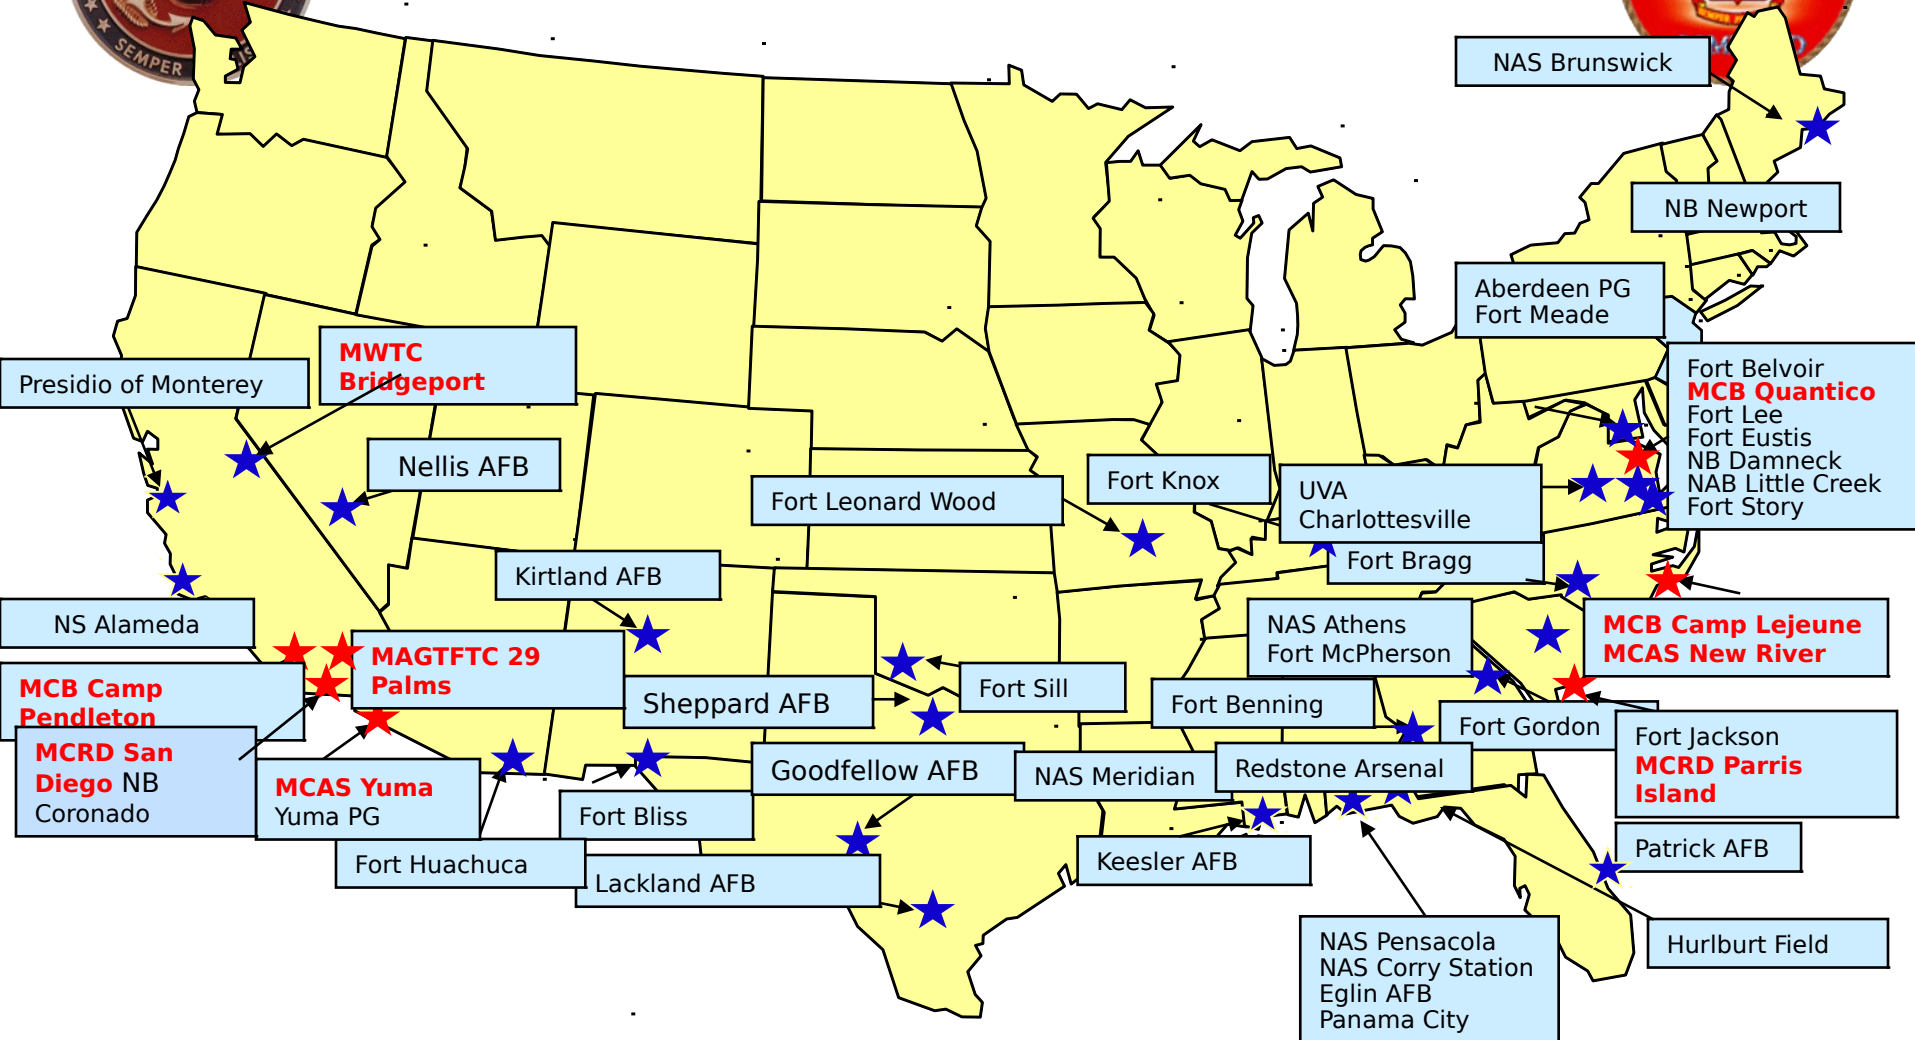 SEMPER
SEMPER
NAS Brunswick
NB Newport
Aberdeen PG
Fort Meade
MWTC
Bridgeport
Presidio of Monterey
Fort Belvoir
MCB Quantico
Fort Lee
Fort Eustis
NB Damneck
NAB Little Creek
Fort Story
Nellis AFB
Fort Knox
Fort Leonard Wood
UVA
Charlottesville
Fort Bragg
Kirtland AFB
NS Alameda
NAS Athens
Fort McPherson
MCB Camp Lejeune
MCAS New River
MAGTFTC 29
Palms
MCB Camp
Pendleton
Fort Sill
Sheppard AFB
Fort Benning
Fort Gordon
Fort Jackson
MCRD Parris
Island
MCRD San
Diego NB
Coronado
MCAS Yuma
Yuma PG
Goodfellow AFB
NAS Meridian
Redstone Arsenal
Fort Bliss
Fort Huachuca
Lackland AFB
Keesler AFB
Patrick AFB
Hurlburt Field
NAS Pensacola
NAS Corry Station
Eglin AFB
Panama City